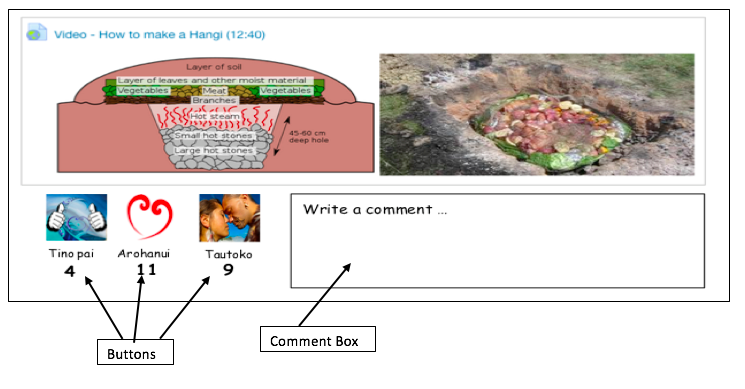 Video - How to make a Hangi (12:40)
Layer of soil
Layer of leaves and other moist material
Vegetables Meat Vegetables
Branches
Hot steam
Small hot stones
45-60 cm
deep hole
Large hot stones
Write a comment ...
Tino pai Arohanui Tautoko
4 11 9
Comment Box
Buttons